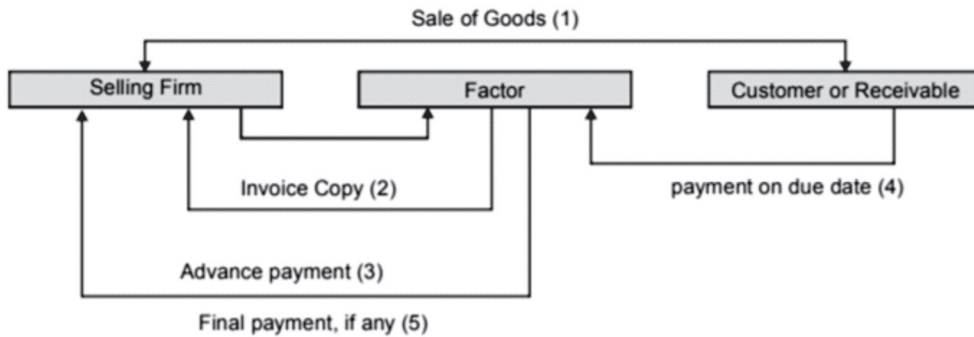 Sale of Goods (1)
Selling Firm
Factor
Customer or Receivable
Invoice Copy (2)
payment on due date (4)
Advance payment (3)
Final payment, if any (5)